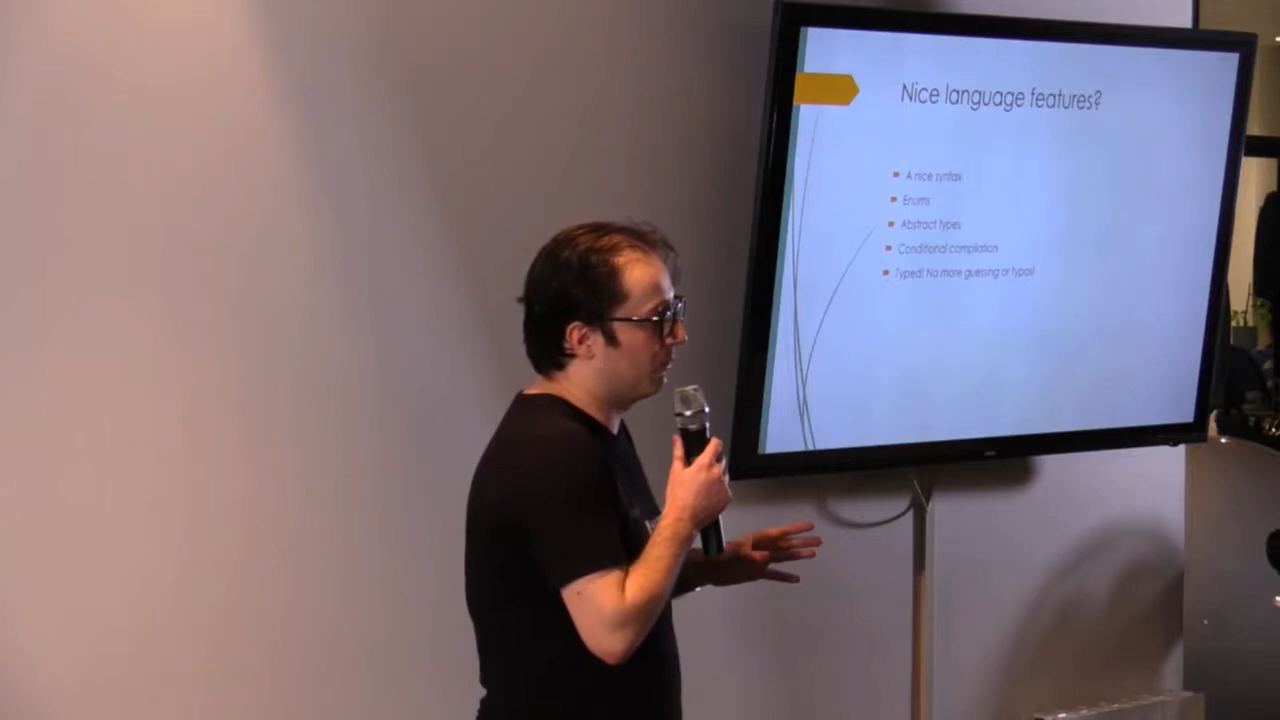 Nice language features?
A nice syntax
Enums
Abstract types
Conditional compilation
Typed! No more guessing or typos!